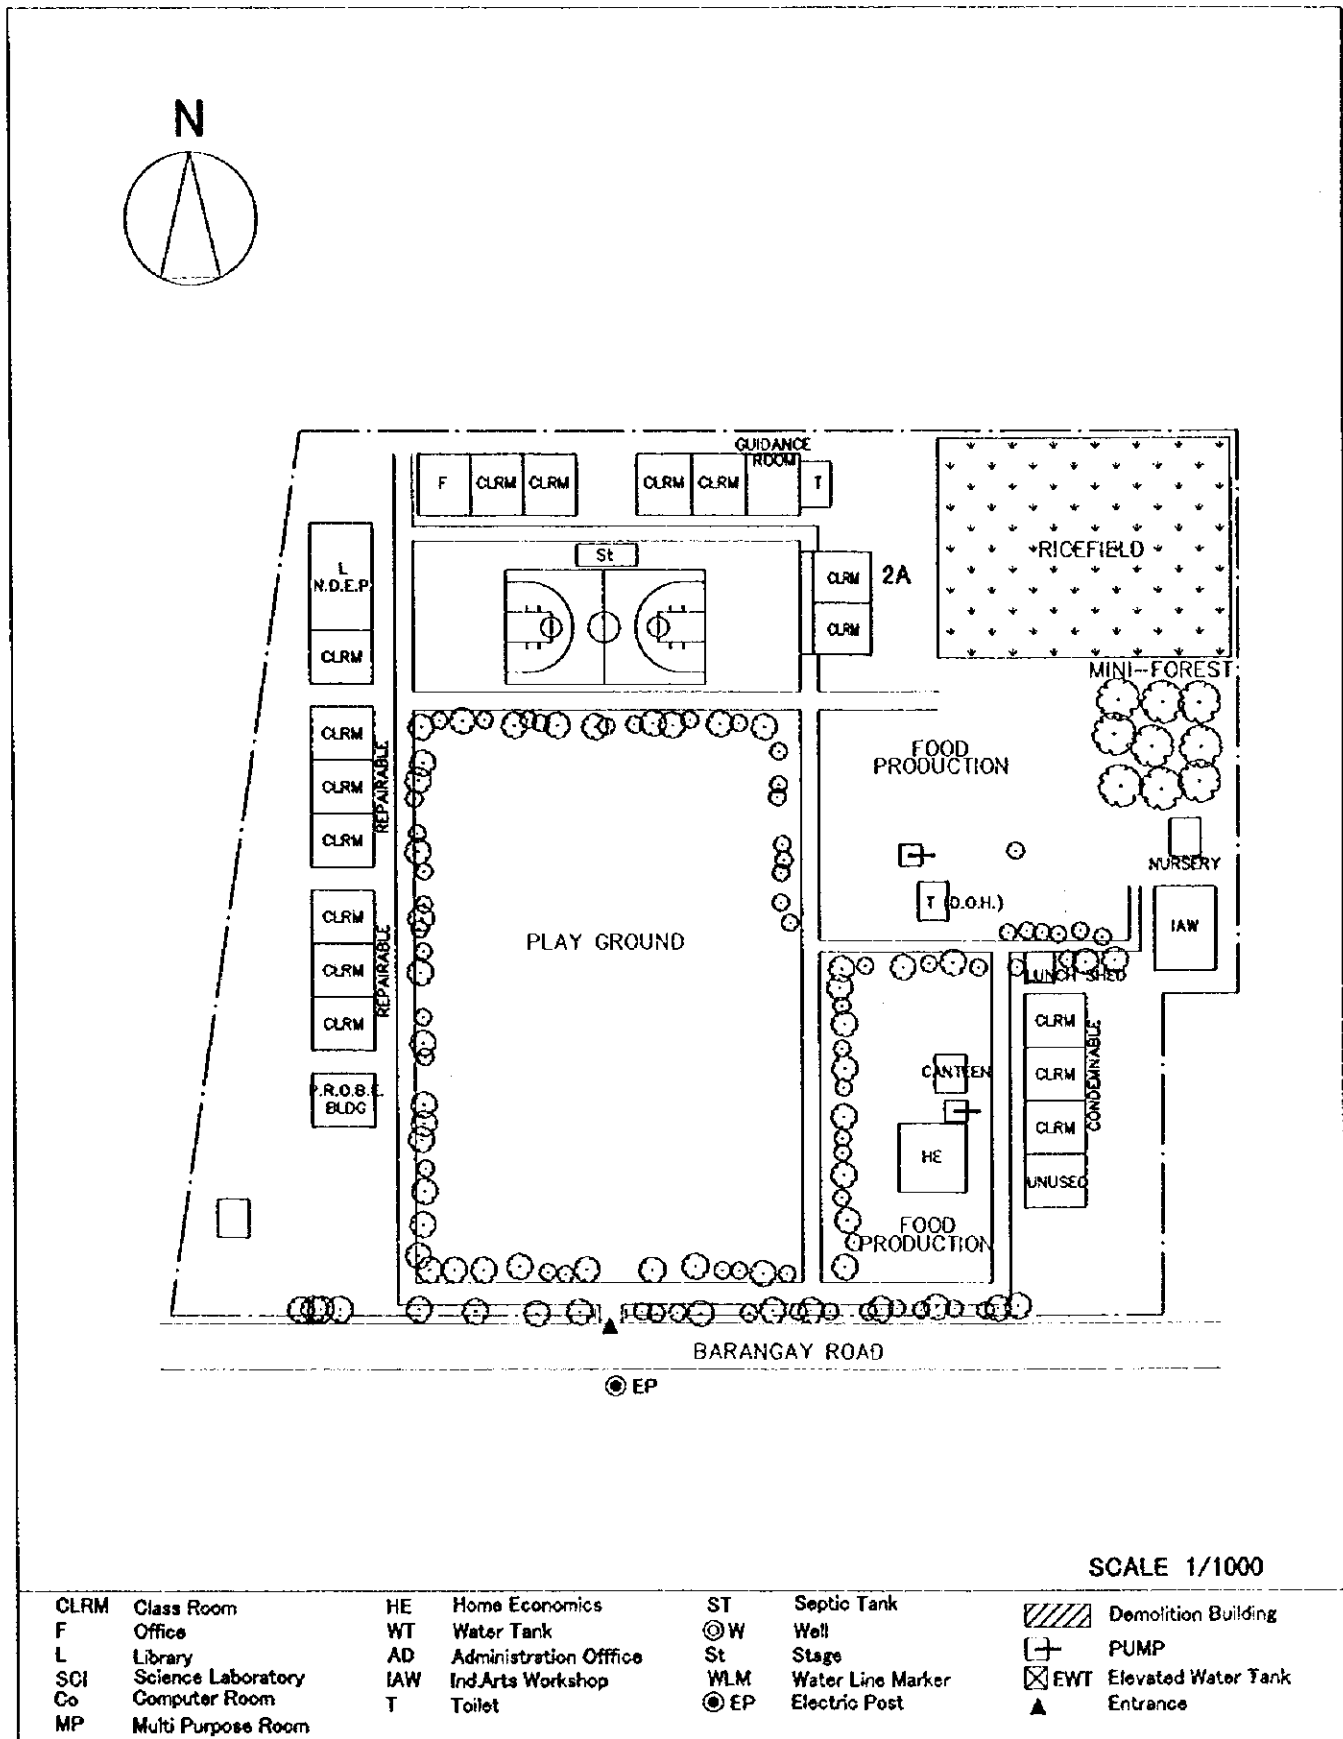 N
GUIDANCE
ROOM
F
CLRM
CLRM
CLRM
CLRM
T
St
CLRM
2A
CLRM
RICEFIELD
L
N.D.E.P
CLRM
MINI-FOREST
CLRM
CLRM
CLRM
REPAIRABLE
FOOD
PRODUCTION
NURSERY
T (D.O.H.)
IAW
CLRM
CLRM
CLRM
REPAIRABLE
PLAY GROUND
LUNCH SHED
CLRM
CLRM
CLRM
UNUSED
CONDEMNABLE
CANTEEN
HE
P.R.O.B.E.
BLDG
FOOD
PRODUCTION
BARANGAY ROAD
EP
SCALE 1/1000
CLRM Class Room
F Office
L Library
SCI Science Laboratory
Co Computer Room
MP Multi Purpose Room
HE Home Economics
WT Water Tank
AD Administration Offfice
IAW Ind.Arts Workshop
T Toilet
ST Septic Tank
W Well
St Stage
WLM Water Line Marker
EP Electric Post
Demolition Building
PUMP
EWT Elevated Water Tank
Entrance